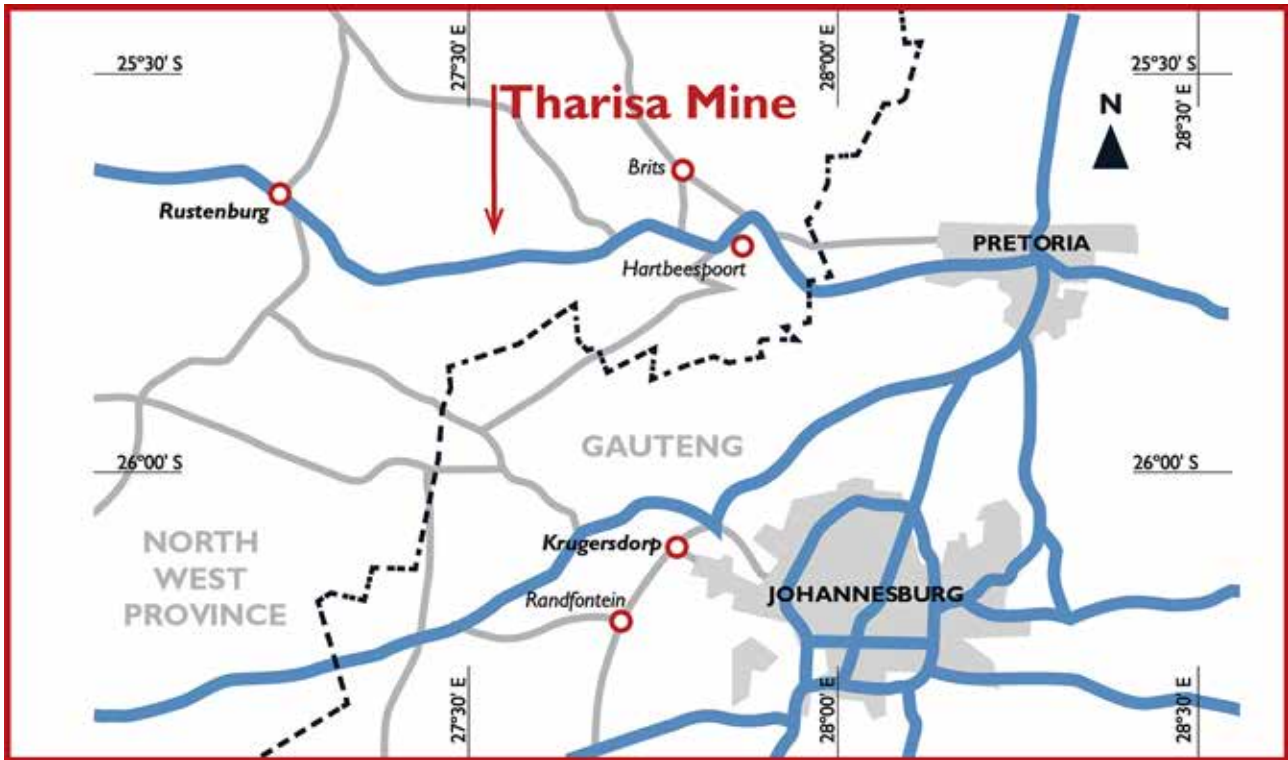 25°30' S
27°30' E
28°00' E
25°30' S
28°30' E
Tharisa Mine
N
Brits
Rustenburg
PRETORIA
Hartbeespoort
GAUTENG
26°00' S
26°00' S
NORTH
WEST
PROVINCE
Krugersdorp
Randfontein
JOHANNESBURG
27°30' E
28°00' E
28°30' E